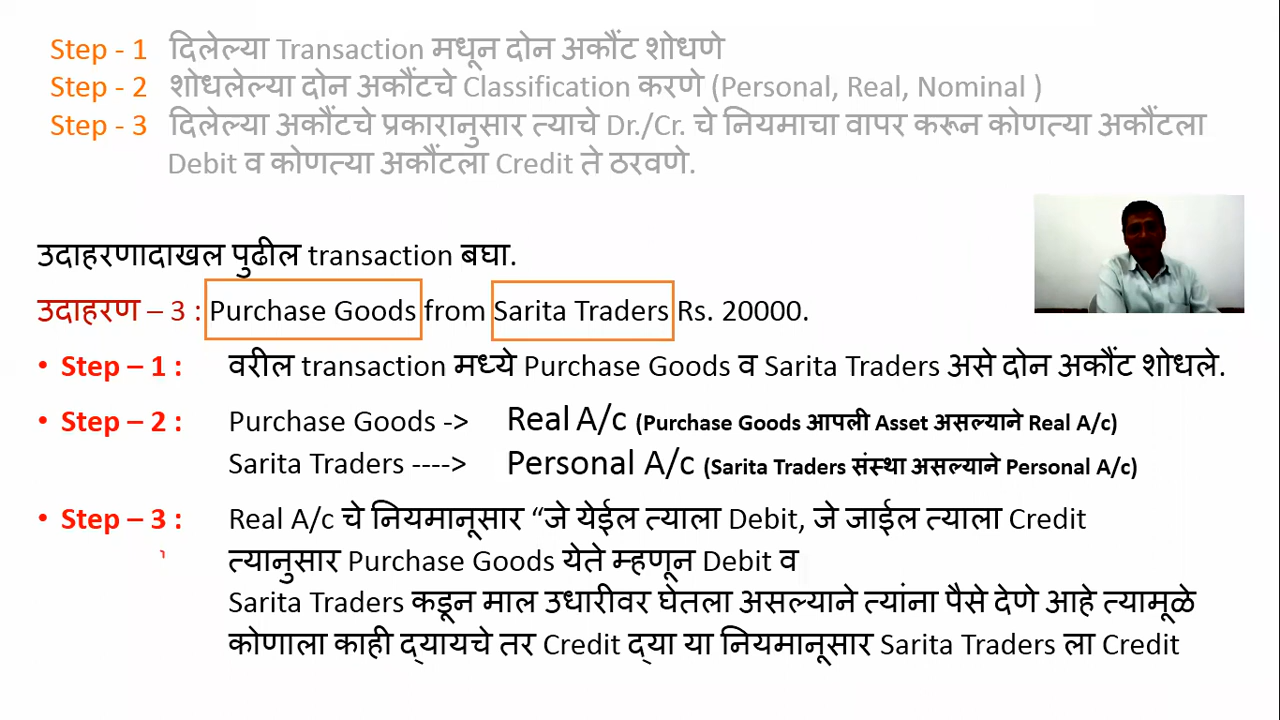 Step - 1 दिलेल्या Transaction मधून दोन अकौंट शोधणे
Step - 2 शोधलेल्या दोन अकौंटचे Classification करणे (Personal, Real, Nominal )
Step - 3 दिलेल्या अकौंटचे प्रकारानुसार त्याचे Dr./Cr. चे नियमाचा वापर करून कोणत्या अकौंटला
Debit व कोणत्या अकौंटला Credit ते ठरवणे.
उदाहरणादाखल पुढील transaction बघा.
उदाहरण – 3 : Purchase Goods from Sarita Traders Rs. 20000.
• Step – 1 : वरील transaction मध्ये Purchase Goods व Sarita Traders असे दोन अकौंट शोधले.
• Step – 2 : Purchase Goods -> Real A/c (Purchase Goods आपली Asset असल्याने Real A/c)
Sarita Traders ----> Personal A/c (Sarita Traders संस्था असल्याने Personal A/c)
• Step – 3 : Real A/c चे नियमानूसार “जे येईल त्याला Debit, जे जाईल त्याला Credit
त्यानुसार Purchase Goods येते म्हणून Debit व
Sarita Traders कडून माल उधारीवर घेतला असल्याने त्यांना पैसे देणे आहे त्यामूळे
कोणाला काही द्‌यायचे तर Credit द्‌या या नियमानूसार Sarita Traders ला Credit